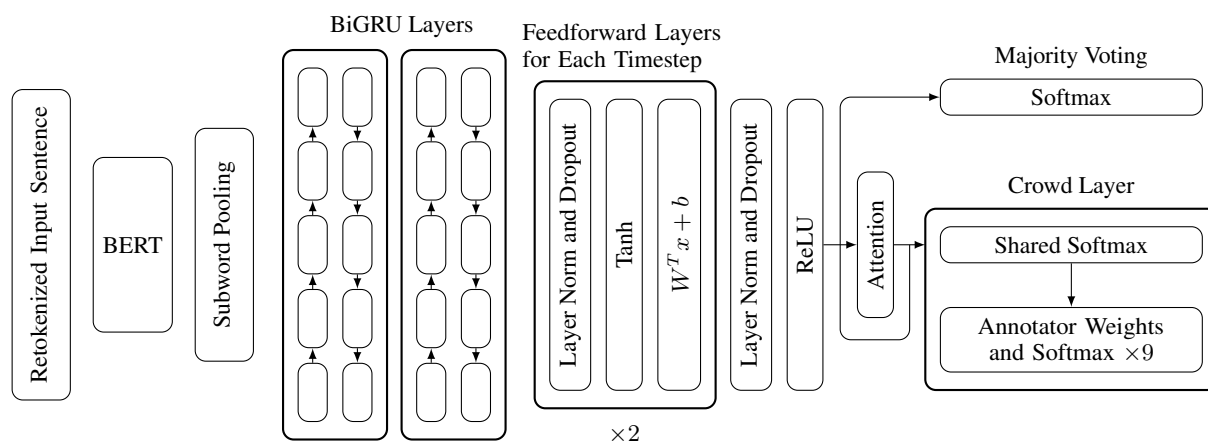 Retokenized Input Sentence
BERT
Subword Pooling
BiGRU Layers
Feedforward Layers
for Each Timestep
Layer Norm and Dropout
Tanh
W^T x + b
×2
Layer Norm and Dropout
ReLU
Attention
Majority Voting
Softmax
Crowd Layer
Shared Softmax
Annotator Weights
and Softmax ×9